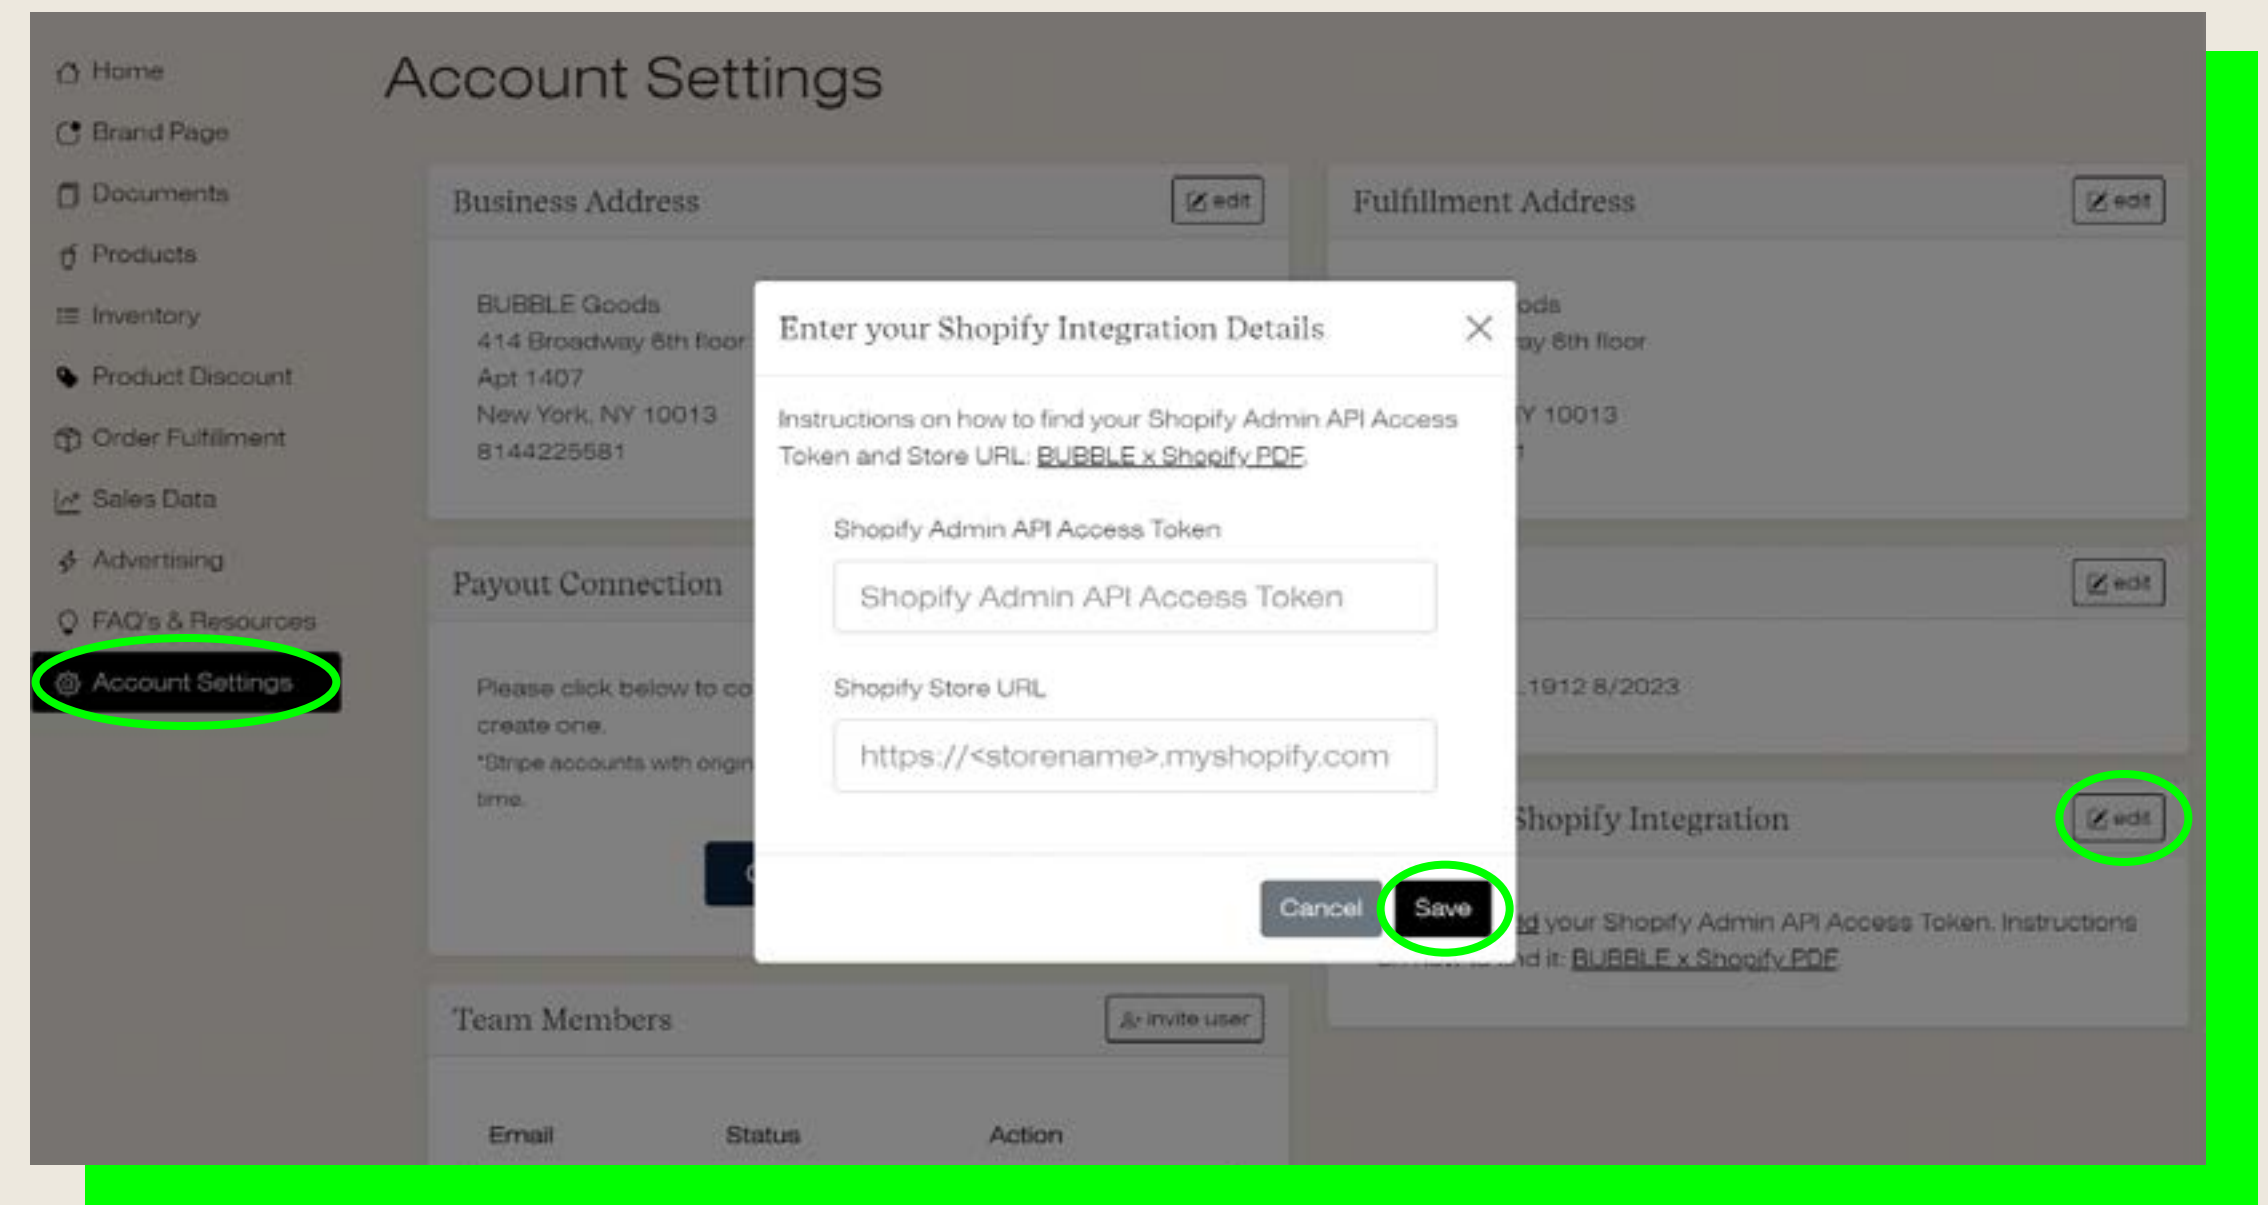 Home
Brand Page
Documents
Products
Inventory
Product Discount
Order Fulfillment
Sales Data
Advertising
FAQ's & Resources
Account Settings
Account Settings
Business Address
edit
BUBBLE Goods
414 Broadway 6th floor
Apt 1407
New York, NY 10013
8144225581
Fulfillment Address
edit
ods
ay 6th floor
Y 10013
Payout Connection
Please click below to co
create one.
*Stripe accounts with origin
time.
edit
1912 8/2023
Shopify Integration
edit
your Shopify Admin API Access Token. Instructions
nd it: BUBBLE x Shopify PDF
Team Members
invite user
Email Status Action
Enter your Shopify Integration Details
Instructions on how to find your Shopify Admin API Access
Token and Store URL: BUBBLE x Shopify PDF.
Shopify Admin API Access Token
Shopify Admin API Access Token
Shopify Store URL
https://<storename>.myshopify.com
Cancel Save